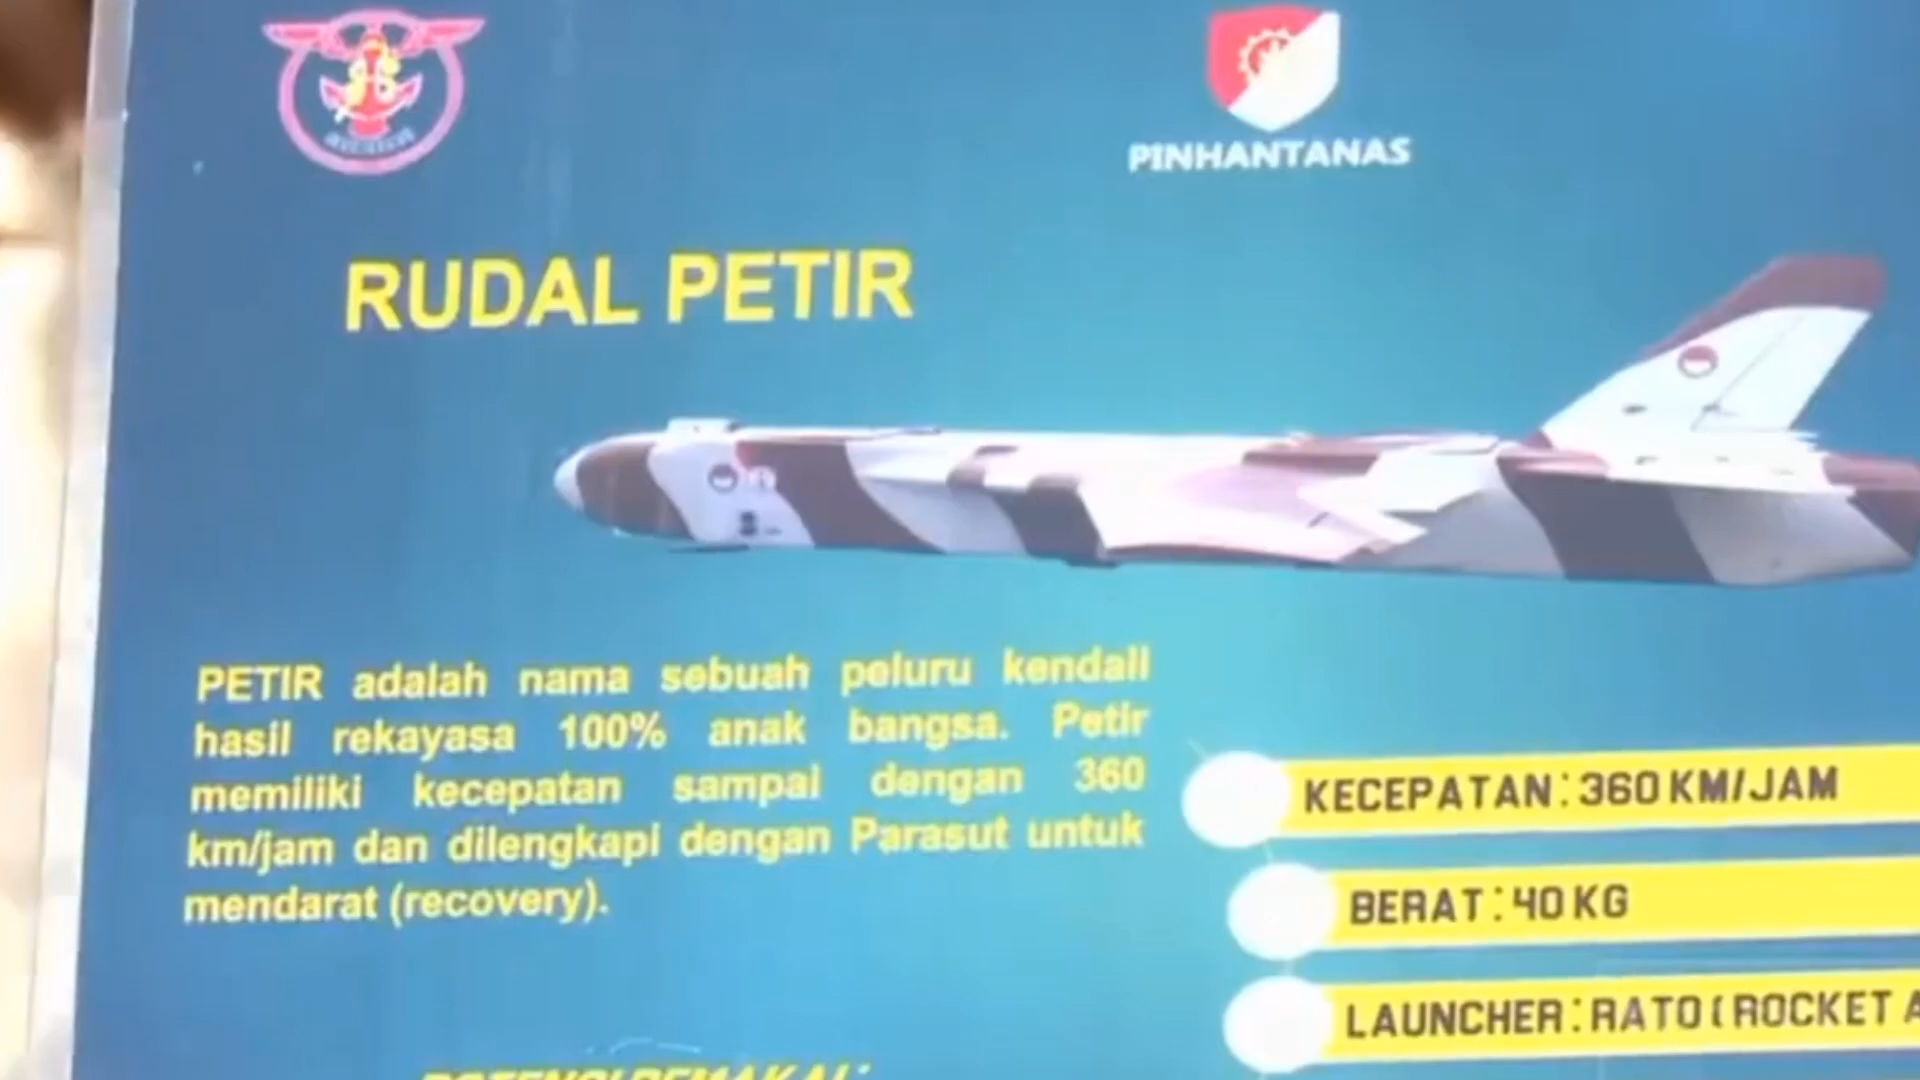 PINHANTANAS
RUDAL PETIR
PETIR adalah nama sebuah peluru kendali
hasil rekayasa 100% anak bangsa. Petir
memiliki kecepatan sampai dengan 360
km/jam dan dilengkapi dengan Parasut untuk
mendarat (recovery).
KECEPATAN : 360 KM/JAM
BERAT : 40 KG
LAUNCHER : RATO ( ROCKET A
POTENSI PEMAKAI: